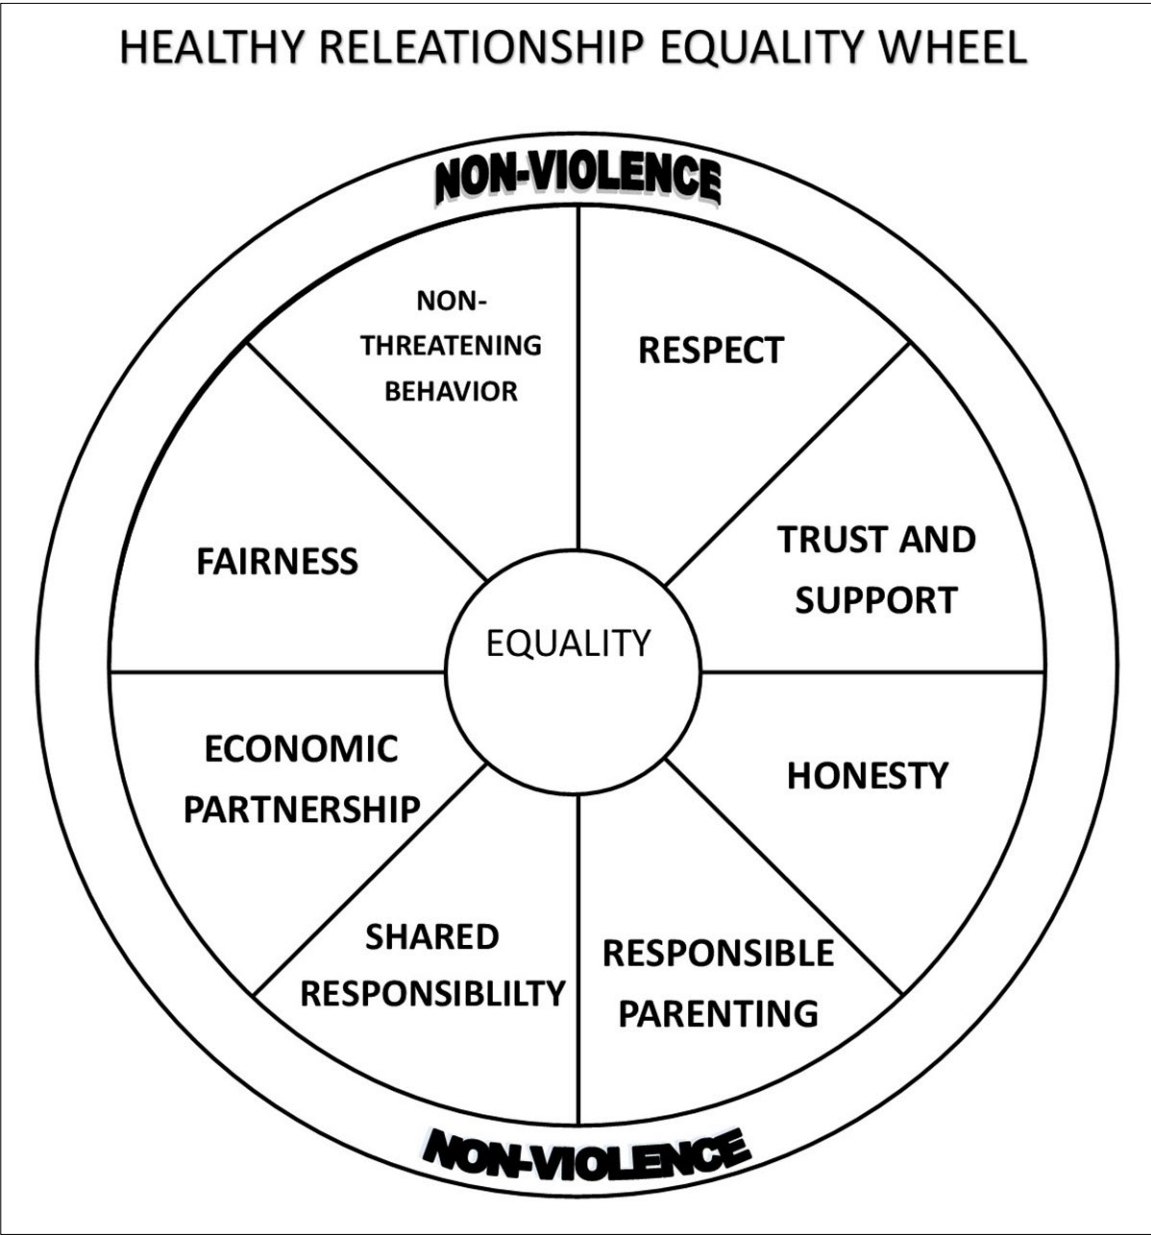 HEALTHY RELEATIONSHIP EQUALITY WHEEL
NON-VIOLENCE
NON-
THREATENING
BEHAVIOR
RESPECT
TRUST AND
SUPPORT
FAIRNESS
EQUALITY
ECONOMIC
PARTNERSHIP
HONESTY
SHARED
RESPONSIBLILTY
RESPONSIBLE
PARENTING
NON-VIOLENCE